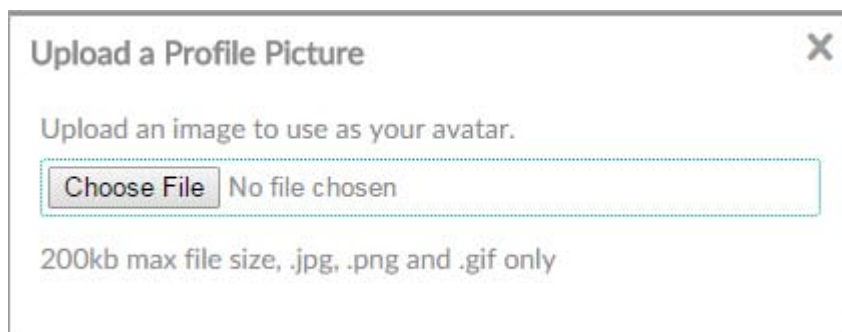 Upload a Profile Picture
Upload an image to use as your avatar.
Choose File No file chosen
200kb max file size, .jpg, .png and .gif only